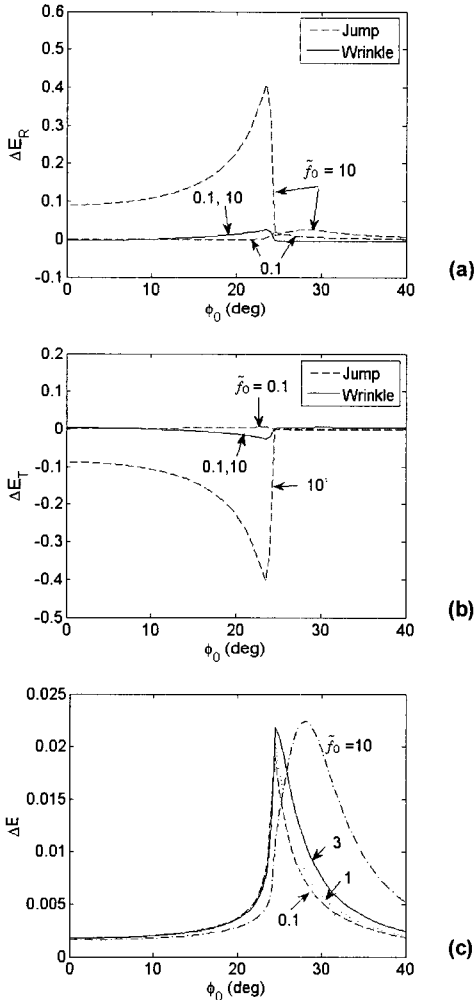 0.6
0.5
0.4
0.3
0.2
0.1
0
-0.1
ΔE_R
Jump
Wrinkle
f̃₀ = 10
0.1, 10
0.1
0 10 20 30 40
ϕ₀ (deg)
(a)
0.2
0.1
0
-0.1
-0.2
-0.3
-0.4
-0.5
ΔE_T
Jump
Wrinkle
f̃₀ = 0.1
0.1,10
10
0 10 20 30 40
ϕ₀ (deg)
(b)
0.025
0.02
0.015
0.01
0.005
0
ΔE
f̃₀ =10
3
1
0.1
0 10 20 30 40
ϕ₀ (deg)
(c)